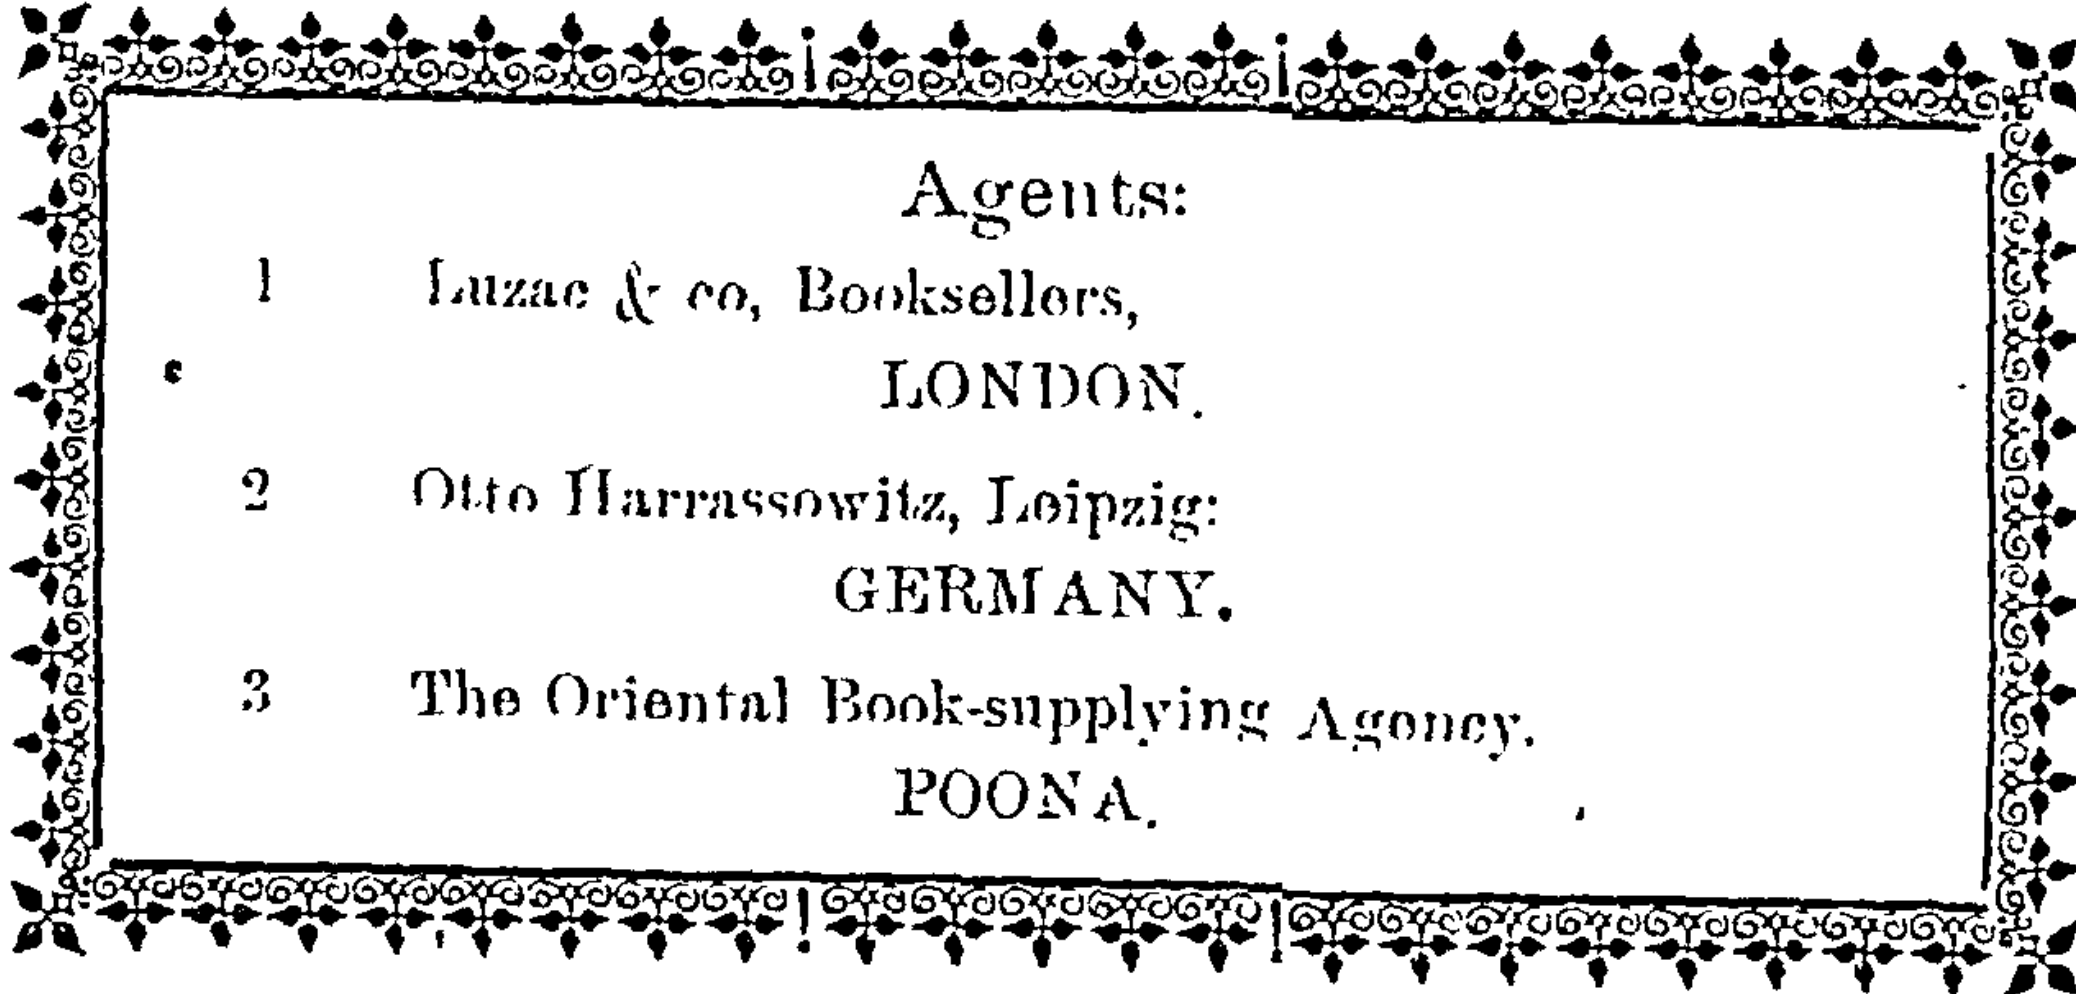 Agents:
1 Luzac & co, Booksellers,
LONDON.
2 Otto Harrassowitz, Leipzig:
GERMANY.
3 The Oriental Book-supplying Agency.
POONA.